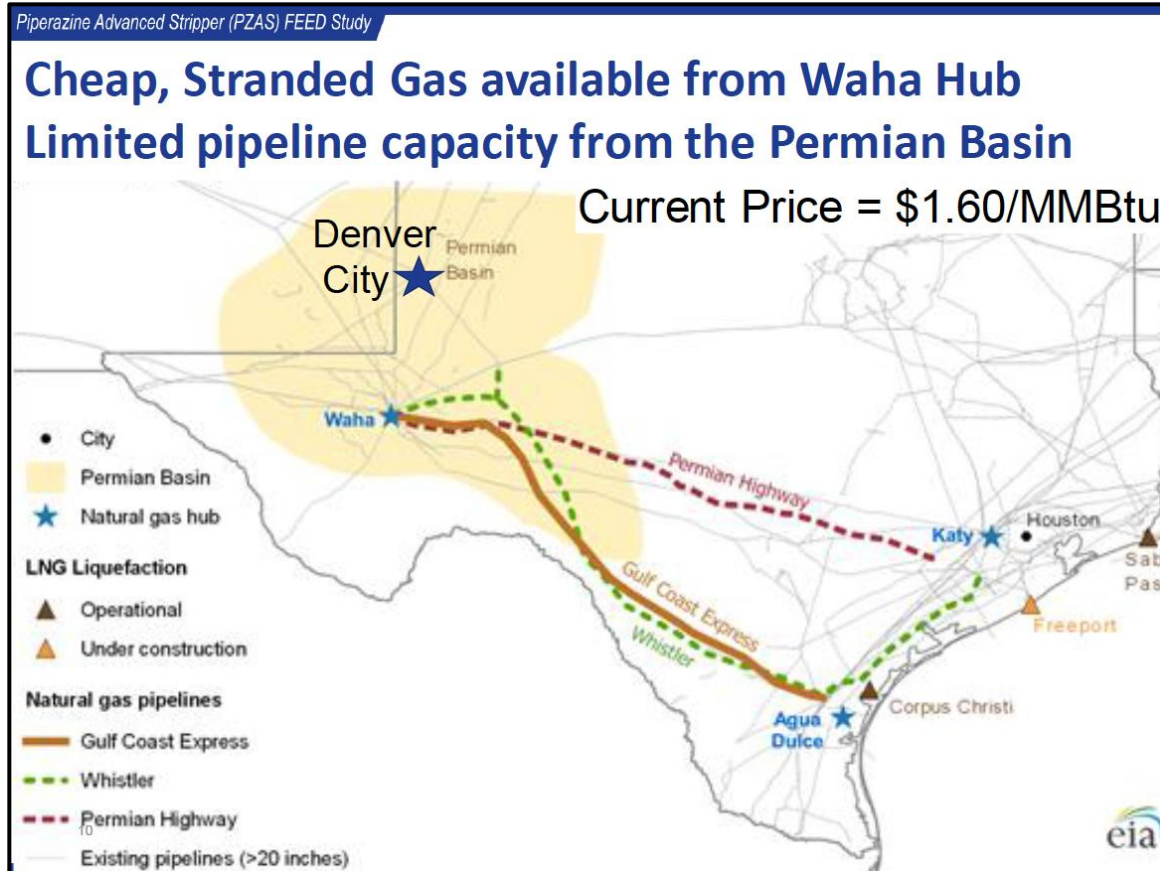 Piperazine Advanced Stripper (PZAS) FEED Study
Cheap, Stranded Gas available from Waha Hub
Limited pipeline capacity from the Permian Basin
Current Price = $1.60/MMBtu
Denver
City
Permian
Basin
Waha
Permian Highway
Katy
Houston
Sab
Pas
Freeport
Gulf Coast Express
Whistler
Corpus Christi
Agua
Dulce
City
Permian Basin
Natural gas hub
LNG Liquefaction
Operational
Under construction
Natural gas pipelines
Gulf Coast Express
Whistler
Permian Highway
10
Existing pipelines (>20 inches)
eia